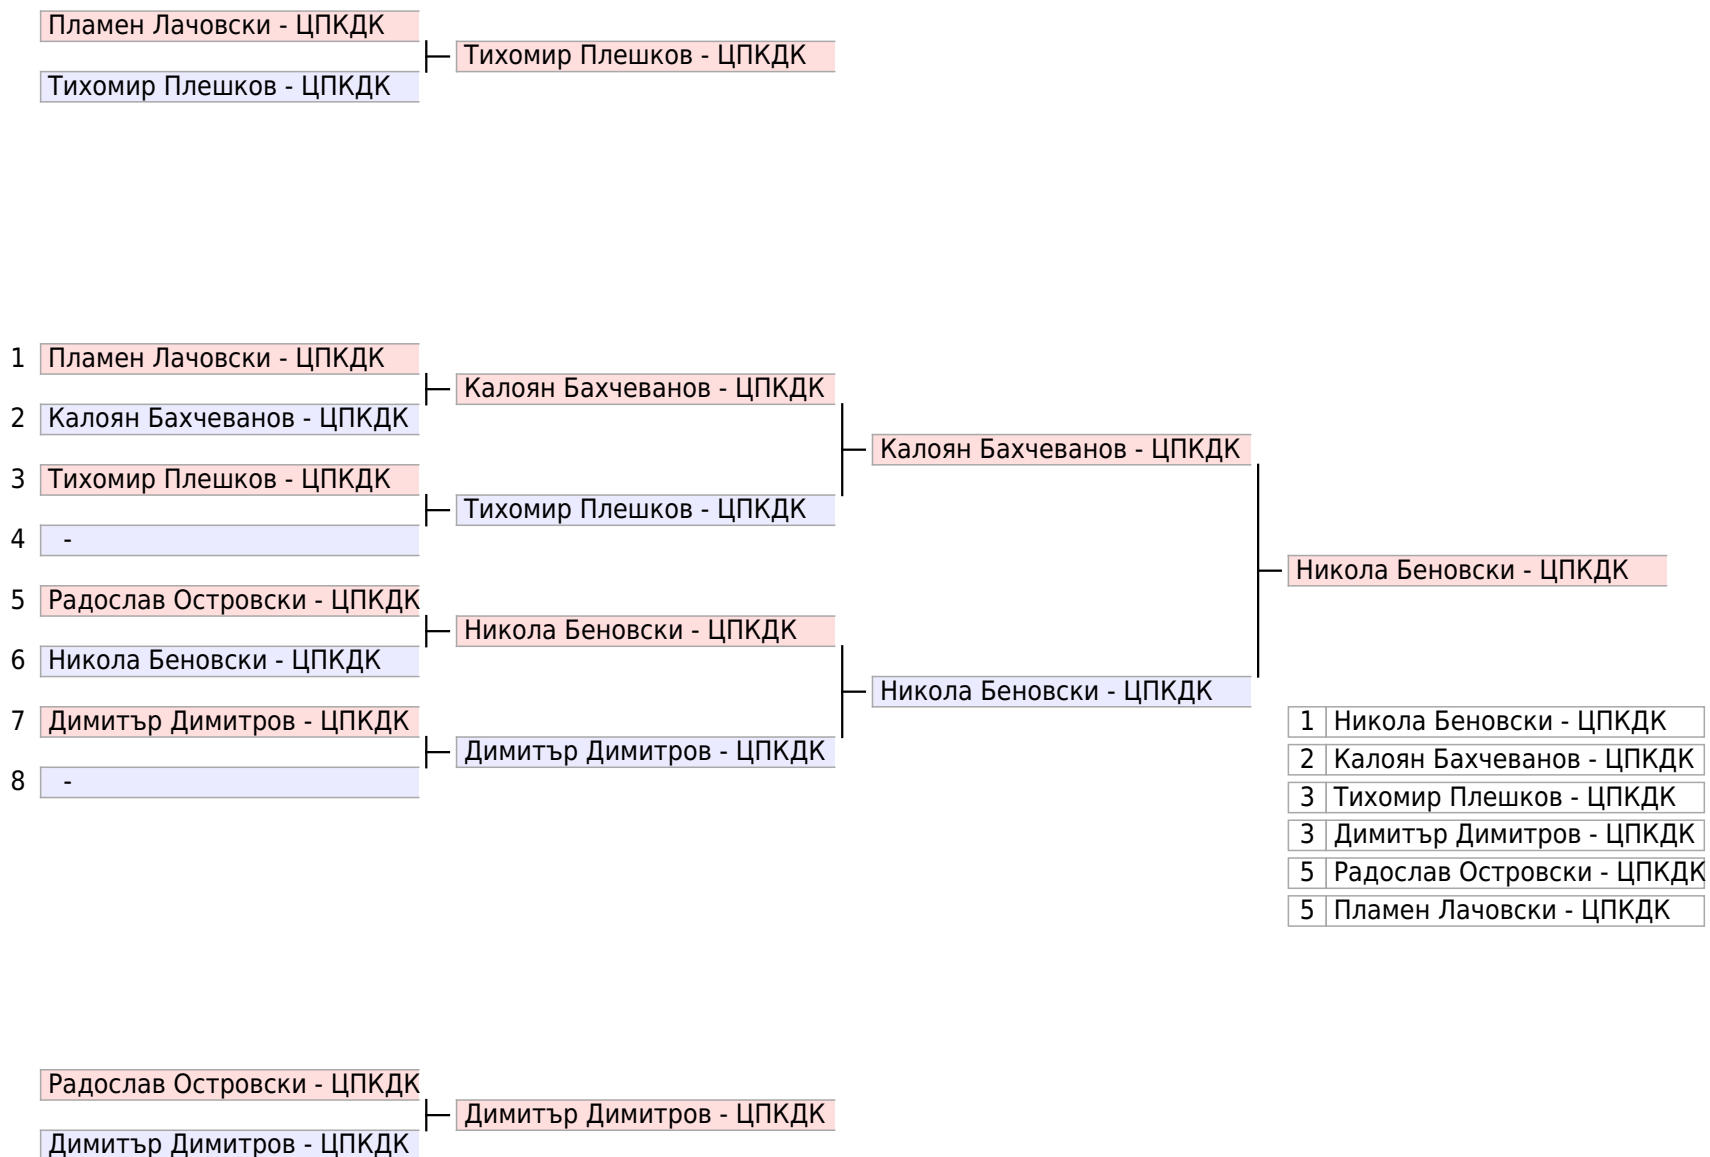 Пламен Лачовски - ЦПКДК
Тихомир Плешков - ЦПКДК
Тихомир Плешков - ЦПКДК
1 Пламен Лачовски - ЦПКДК
Калоян Бахчеванов - ЦПКДК
2 Калоян Бахчеванов - ЦПКДК
Калоян Бахчеванов - ЦПКДК
3 Тихомир Плешков - ЦПКДК
Тихомир Плешков - ЦПКДК
4 -
Никола Беновски - ЦПКДК
5 Радослав Островски - ЦПКДК
Никола Беновски - ЦПКДК
6 Никола Беновски - ЦПКДК
Никола Беновски - ЦПКДК
7 Димитър Димитров - ЦПКДК
Димитър Димитров - ЦПКДК
8 -
1 Никола Беновски - ЦПКДК
2 Калоян Бахчеванов - ЦПКДК
3 Тихомир Плешков - ЦПКДК
3 Димитър Димитров - ЦПКДК
5 Радослав Островски - ЦПКДК
5 Пламен Лачовски - ЦПКДК
Радослав Островски - ЦПКДК
Димитър Димитров - ЦПКДК
Димитър Димитров - ЦПКДК